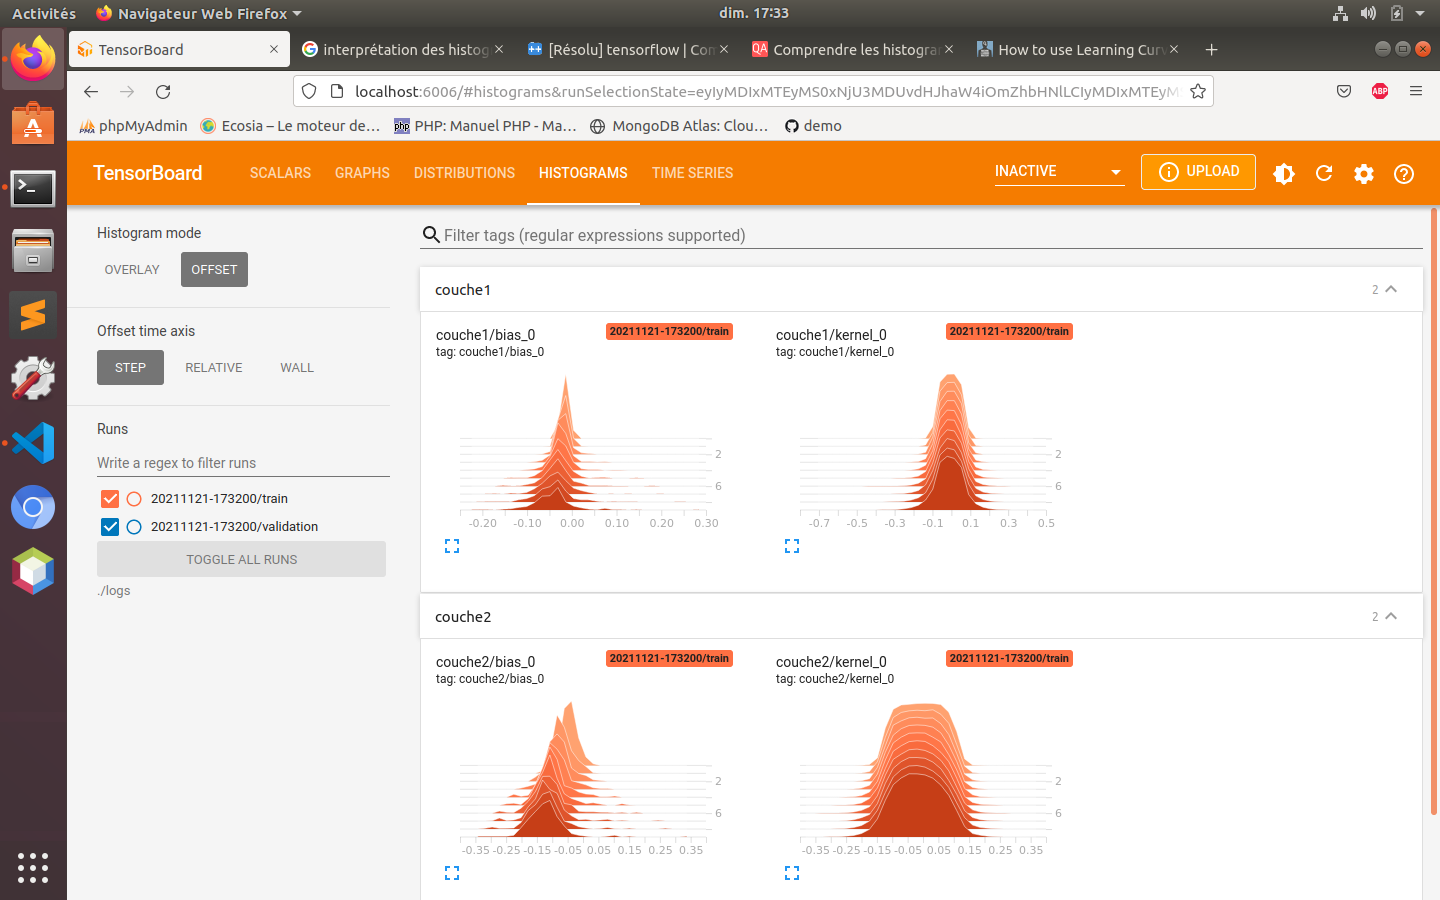 Activités
Navigateur Web Firefox
dim. 17:33
TensorBoard
interprétation des histog
[Résolu] tensorflow | Com
Comprendre les histogra
How to use Learning Curv
localhost:6006/#histograms&runSelectionState=eyIyMDIxMTEyMS0xNjU3MDUvdHJhaW4iOmZhbHNlLCIyMDIxMTEyM
ABP
phpMyAdmin
Ecosia – Le moteur de…
php
PHP: Manuel PHP - Ma…
MongoDB Atlas: Clou…
demo
TensorBoard
SCALARS
GRAPHS
DISTRIBUTIONS
HISTOGRAMS
TIME SERIES
INACTIVE
UPLOAD
Histogram mode
OVERLAY
OFFSET
Offset time axis
STEP
RELATIVE
WALL
Runs
Write a regex to filter runs
20211121-173200/train
20211121-173200/validation
TOGGLE ALL RUNS
./logs
Filter tags (regular expressions supported)
couche1
2
couche1/bias_0
20211121-173200/train
tag: couche1/bias_0
2
6
-0.20 -0.10 0.00 0.10 0.20 0.30
couche1/kernel_0
20211121-173200/train
tag: couche1/kernel_0
2
6
-0.7 -0.5 -0.3 -0.1 0.1 0.3 0.5
couche2
2
couche2/bias_0
20211121-173200/train
tag: couche2/bias_0
2
6
-0.35 -0.25 -0.15 -0.05 0.05 0.15 0.25 0.35
couche2/kernel_0
20211121-173200/train
tag: couche2/kernel_0
2
6
-0.35 -0.25 -0.15 -0.05 0.05 0.15 0.25 0.35